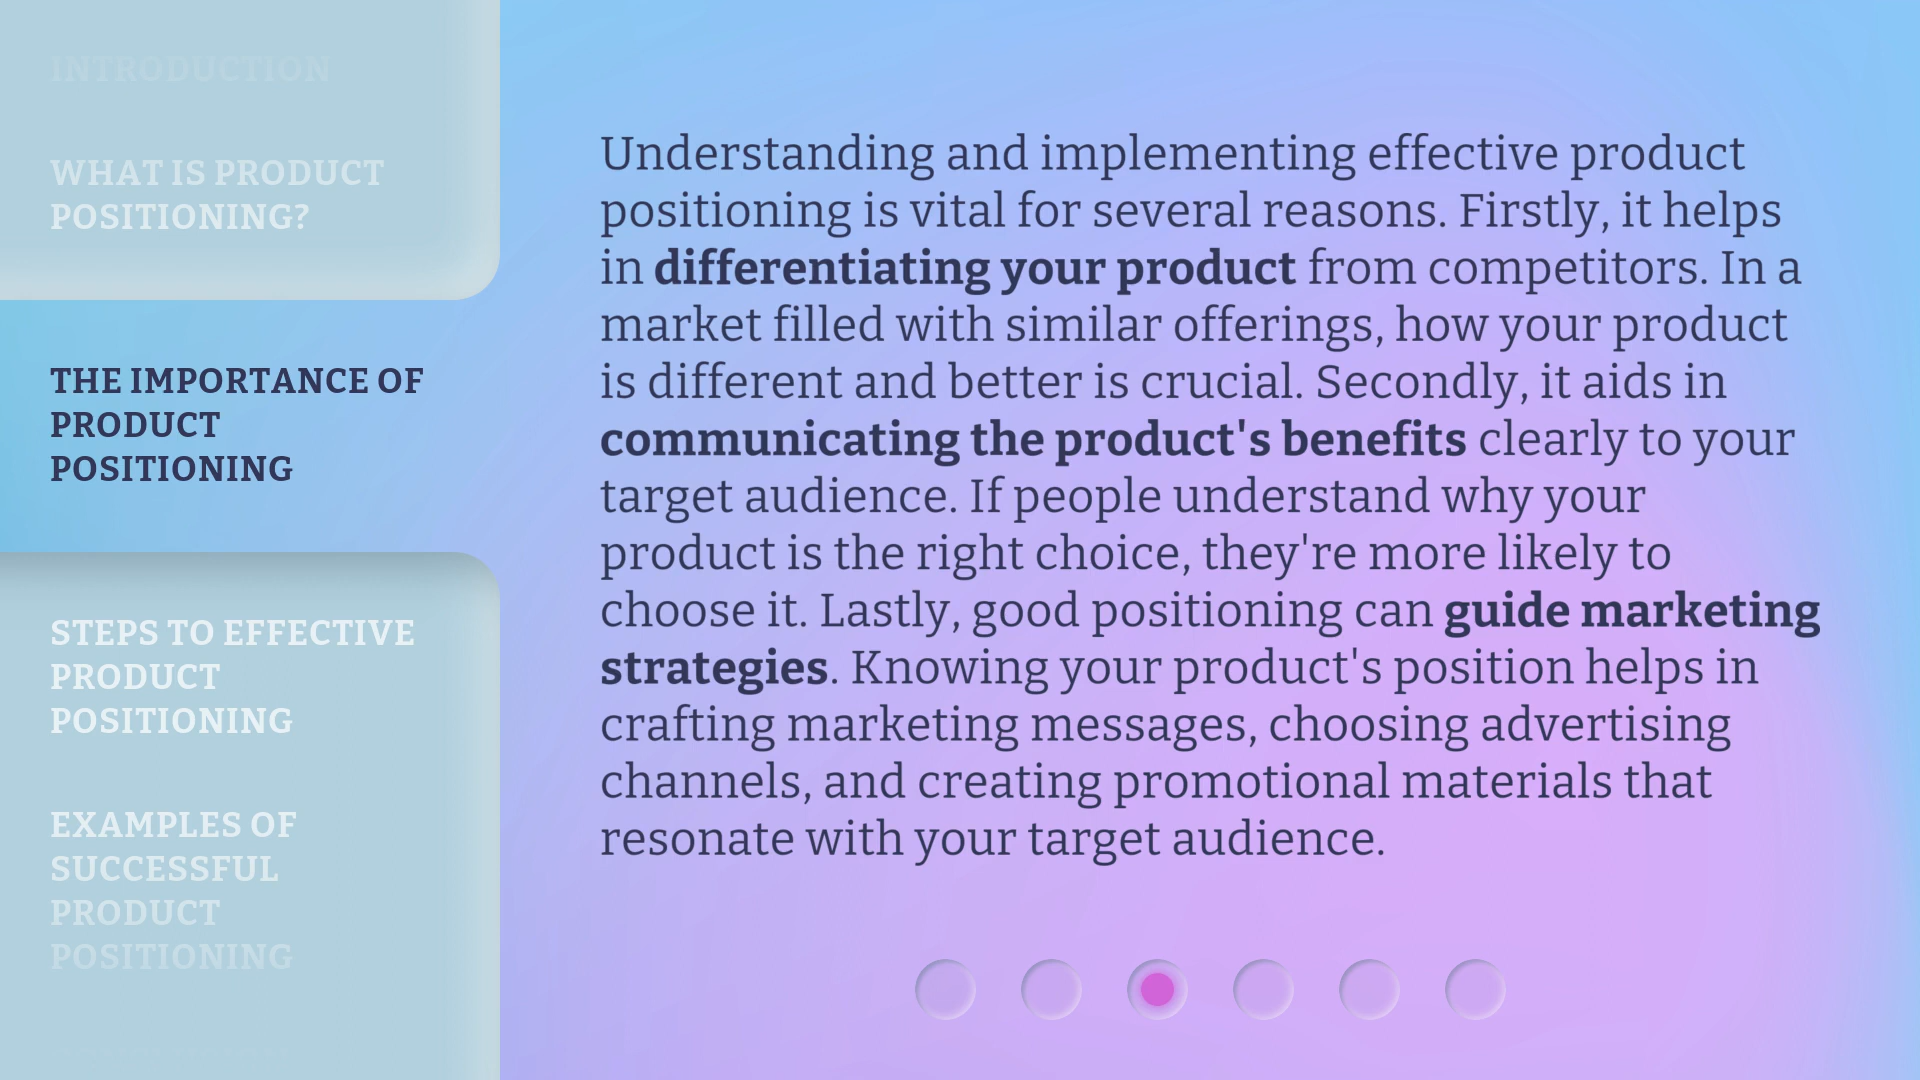 INTRODUCTION
WHAT IS PRODUCT
POSITIONING?
THE IMPORTANCE OF
PRODUCT
POSITIONING
STEPS TO EFFECTIVE
PRODUCT
POSITIONING
EXAMPLES OF
SUCCESSFUL
PRODUCT
POSITIONING
Understanding and implementing effective product
positioning is vital for several reasons. Firstly, it helps
in differentiating your product from competitors. In a
market filled with similar offerings, how your product
is different and better is crucial. Secondly, it aids in
communicating the product's benefits clearly to your
target audience. If people understand why your
product is the right choice, they're more likely to
choose it. Lastly, good positioning can guide marketing
strategies. Knowing your product's position helps in
crafting marketing messages, choosing advertising
channels, and creating promotional materials that
resonate with your target audience.